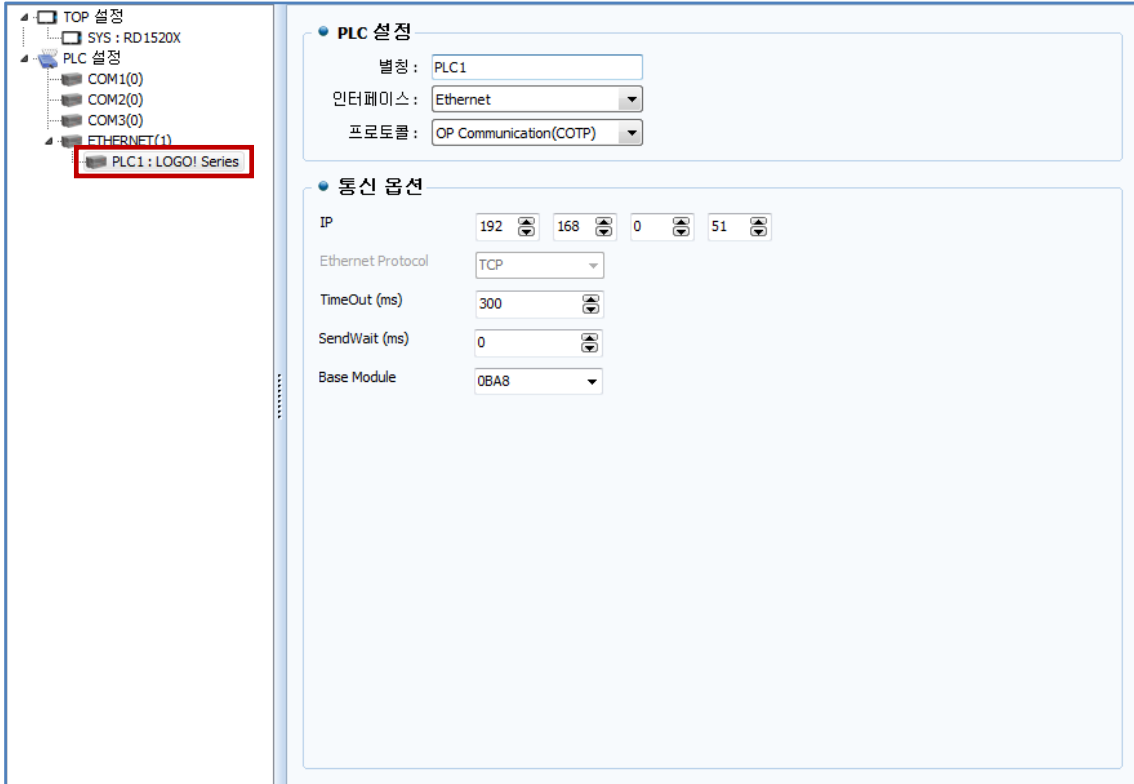 TOP 설정
SYS : RD1520X
PLC 설정
COM1(0)
COM2(0)
COM3(0)
ETHERNET(1)
PLC1 : LOGO! Series
PLC 설정
별칭 : PLC1
인터페이스 : Ethernet
프로토콜 : OP Communication(COTP)
통신 옵션
IP 192 168 0 51
Ethernet Protocol TCP
TimeOut (ms) 300
SendWait (ms) 0
Base Module 0BA8